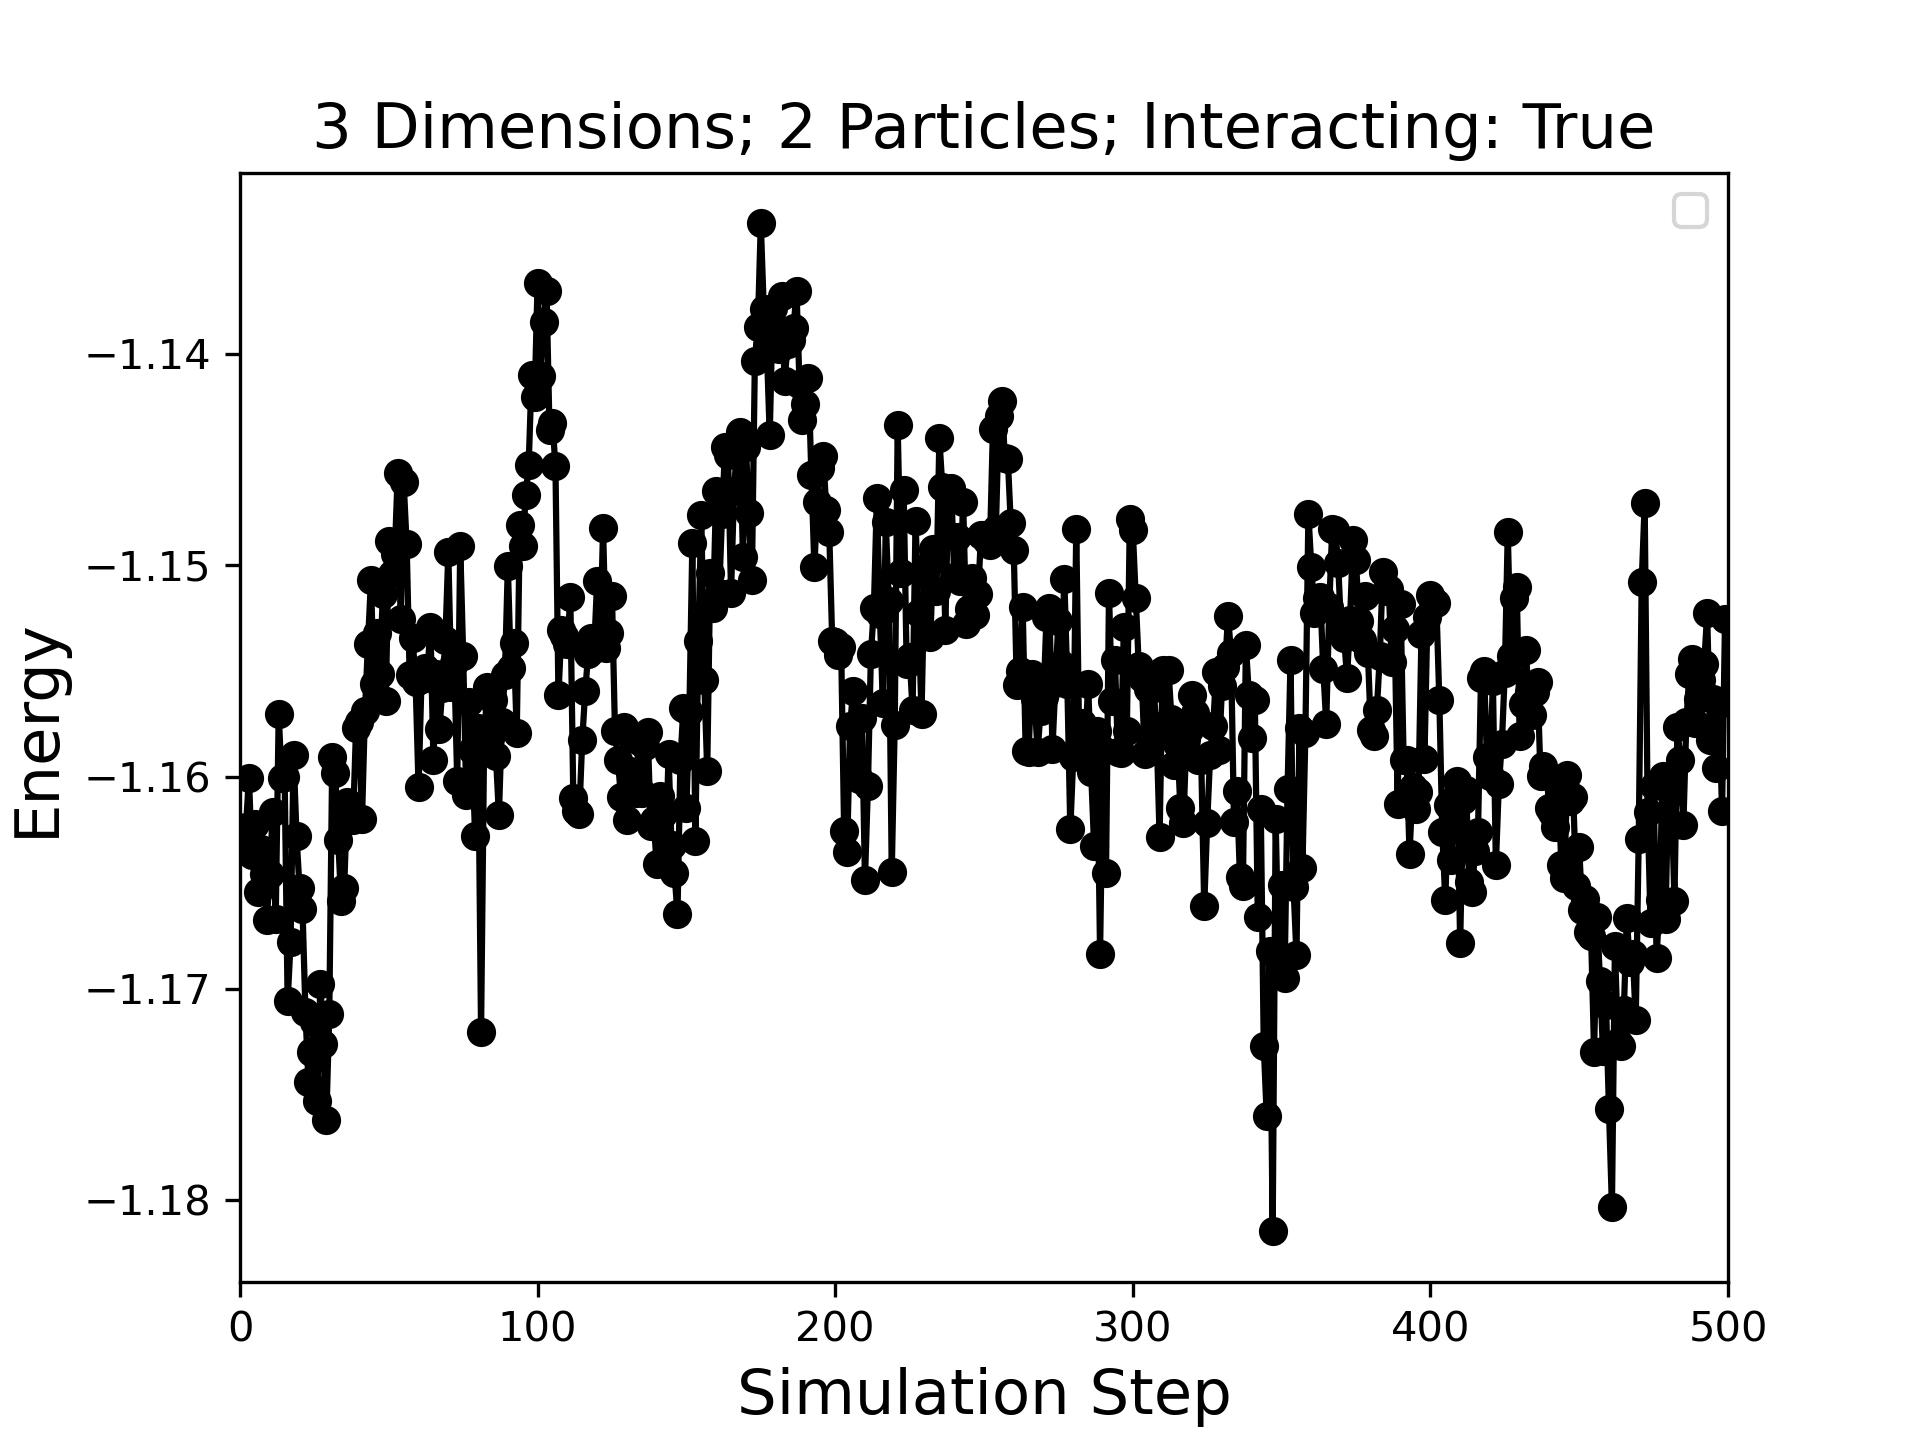 3 Dimensions; 2 Particles; Interacting: True
Energy
−1.14
−1.15
−1.16
−1.17
−1.18
0 100 200 300 400 500
Simulation Step